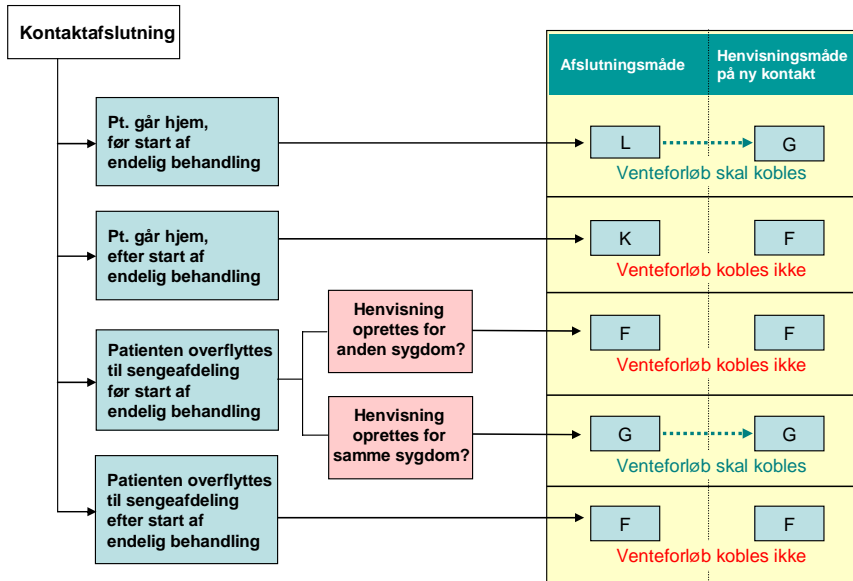 Kontaktafslutning
Afslutningsmåde
Henvisningsmåde
på ny kontakt
Pt. går hjem,
før start af
endelig behandling
L
G
Venteforløb skal kobles
Pt. går hjem,
efter start af
endelig behandling
K
F
Venteforløb kobles ikke
Patienten overflyttes
til sengeafdeling
før start af
endelig behandling
Henvisning
oprettes for
anden sygdom?
F
F
Venteforløb kobles ikke
Henvisning
oprettes for
samme sygdom?
G
G
Venteforløb skal kobles
Patienten overflyttes
til sengeafdeling
efter start af
endelig behandling
F
F
Venteforløb kobles ikke